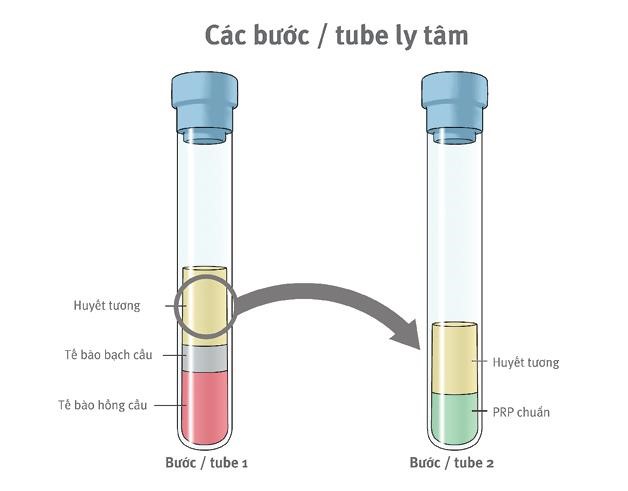 Các bước / tube ly tâm
Huyết tương
Tế bào bạch cầu
Tế bào hồng cầu
Huyết tương
PRP chuẩn
Bước / tube 1
Bước / tube 2